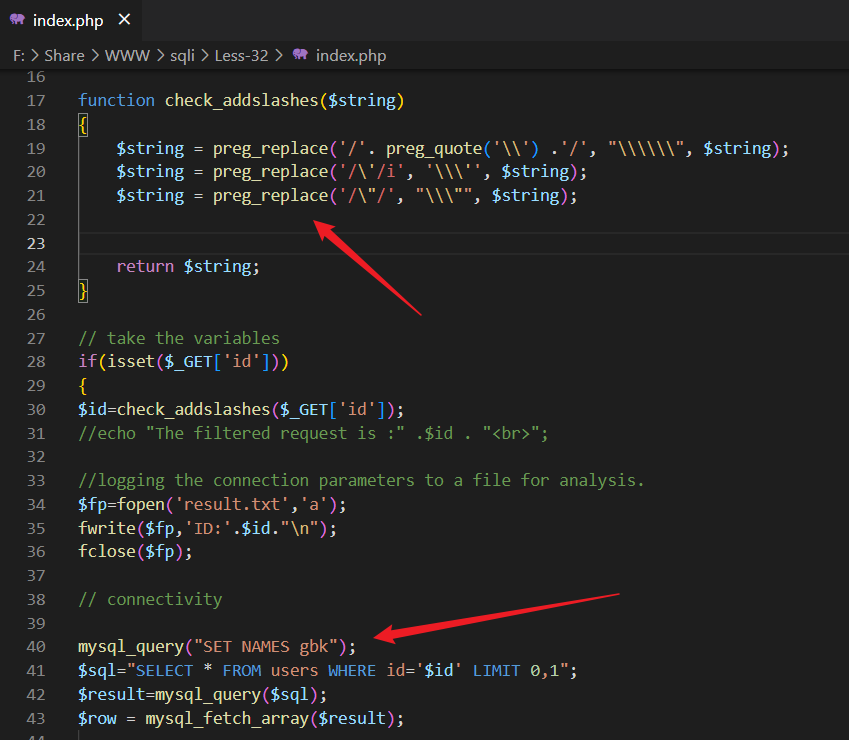 index.php ×
F: > Share > WWW > sqli > Less-32 > index.php
16
17 function check_addslashes($string)
18 {
19 $string = preg_replace('/'. preg_quote('\\') .'/', "\\\\\\", $string);
20 $string = preg_replace('/\'/i', '\\\'', $string);
21 $string = preg_replace('/\"/', "\\\"", $string);
22
23
24 return $string;
25 }
26
27 // take the variables
28 if(isset($_GET['id']))
29 {
30 $id=check_addslashes($_GET['id']);
31 //echo "The filtered request is :" .$id . "<br>";
32
33 //logging the connection parameters to a file for analysis.
34 $fp=fopen('result.txt','a');
35 fwrite($fp,'ID:'.$id."\n");
36 fclose($fp);
37
38 // connectivity
39
40 mysql_query("SET NAMES gbk");
41 $sql="SELECT * FROM users WHERE id='$id' LIMIT 0,1";
42 $result=mysql_query($sql);
43 $row = mysql_fetch_array($result);